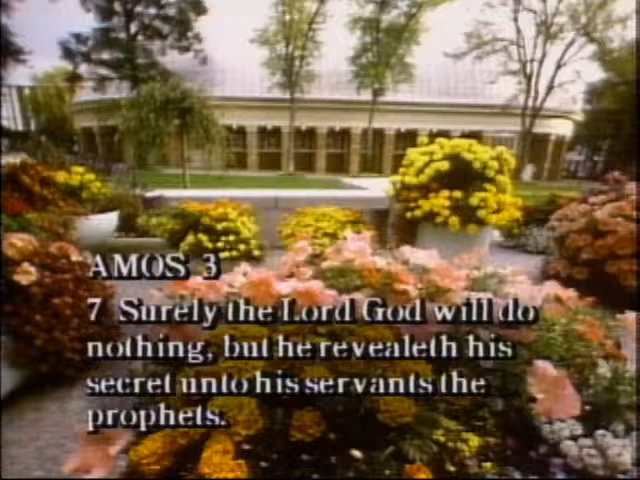 AMOS 3
7 Surely the Lord God will do
nothing, but he revealeth his
secret unto his servants the
prophets.